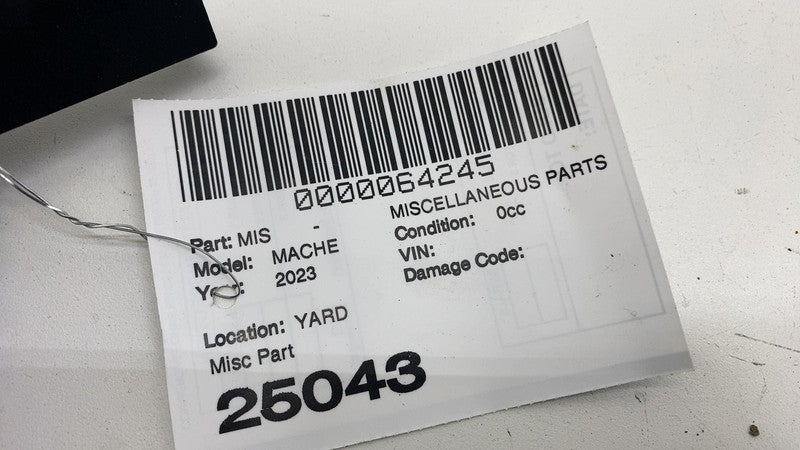 0000064245
Part: MIS - MISCELLANEOUS PARTS
Model: MACHE Condition: 0cc
Year: 2023 VIN:
Damage Code:
Location: YARD
Misc Part
25043